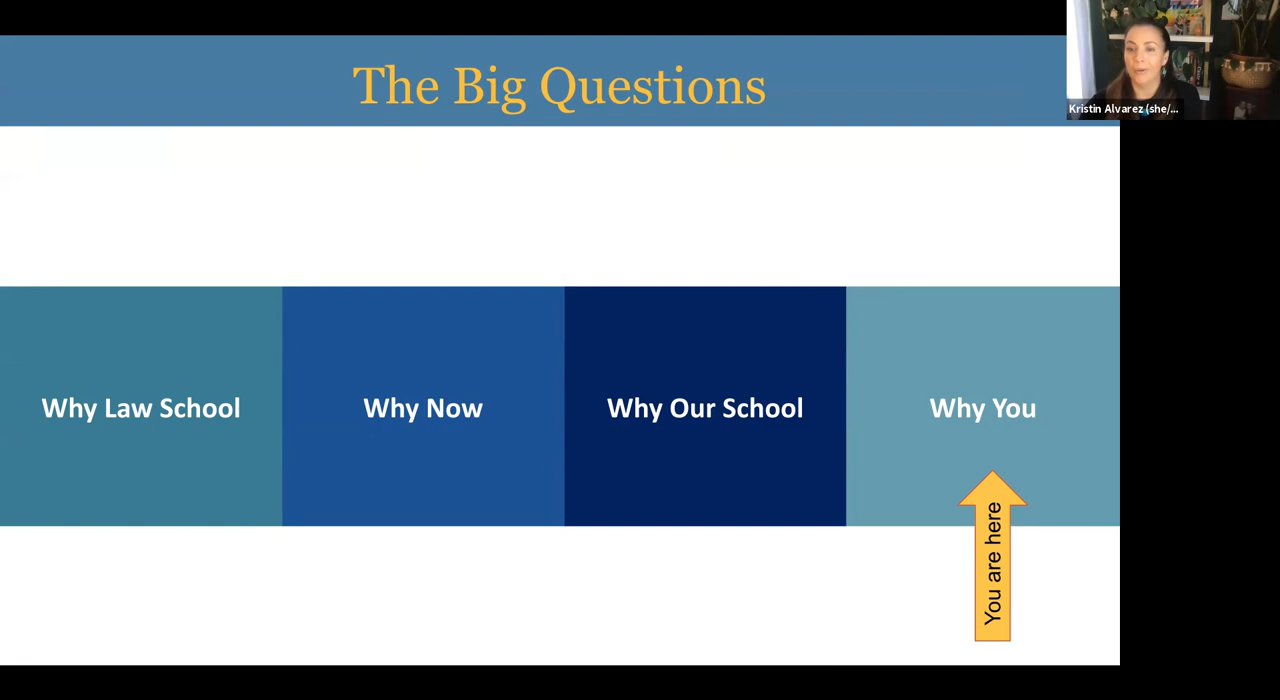 The Big Questions
Kristin Alvarez (she/...
Why Law School
Why Now
Why Our School
Why You
You are here